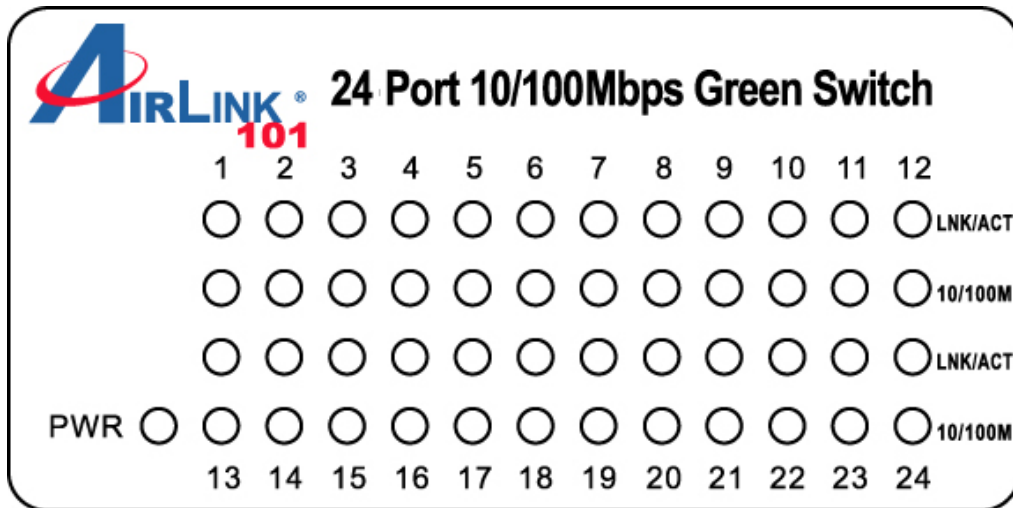 AIRLINK ® 24 Port 10/100Mbps Green Switch
101
1 2 3 4 5 6 7 8 9 10 11 12
LNK/ACT
10/100M
LNK/ACT
PWR 10/100M
13 14 15 16 17 18 19 20 21 22 23 24